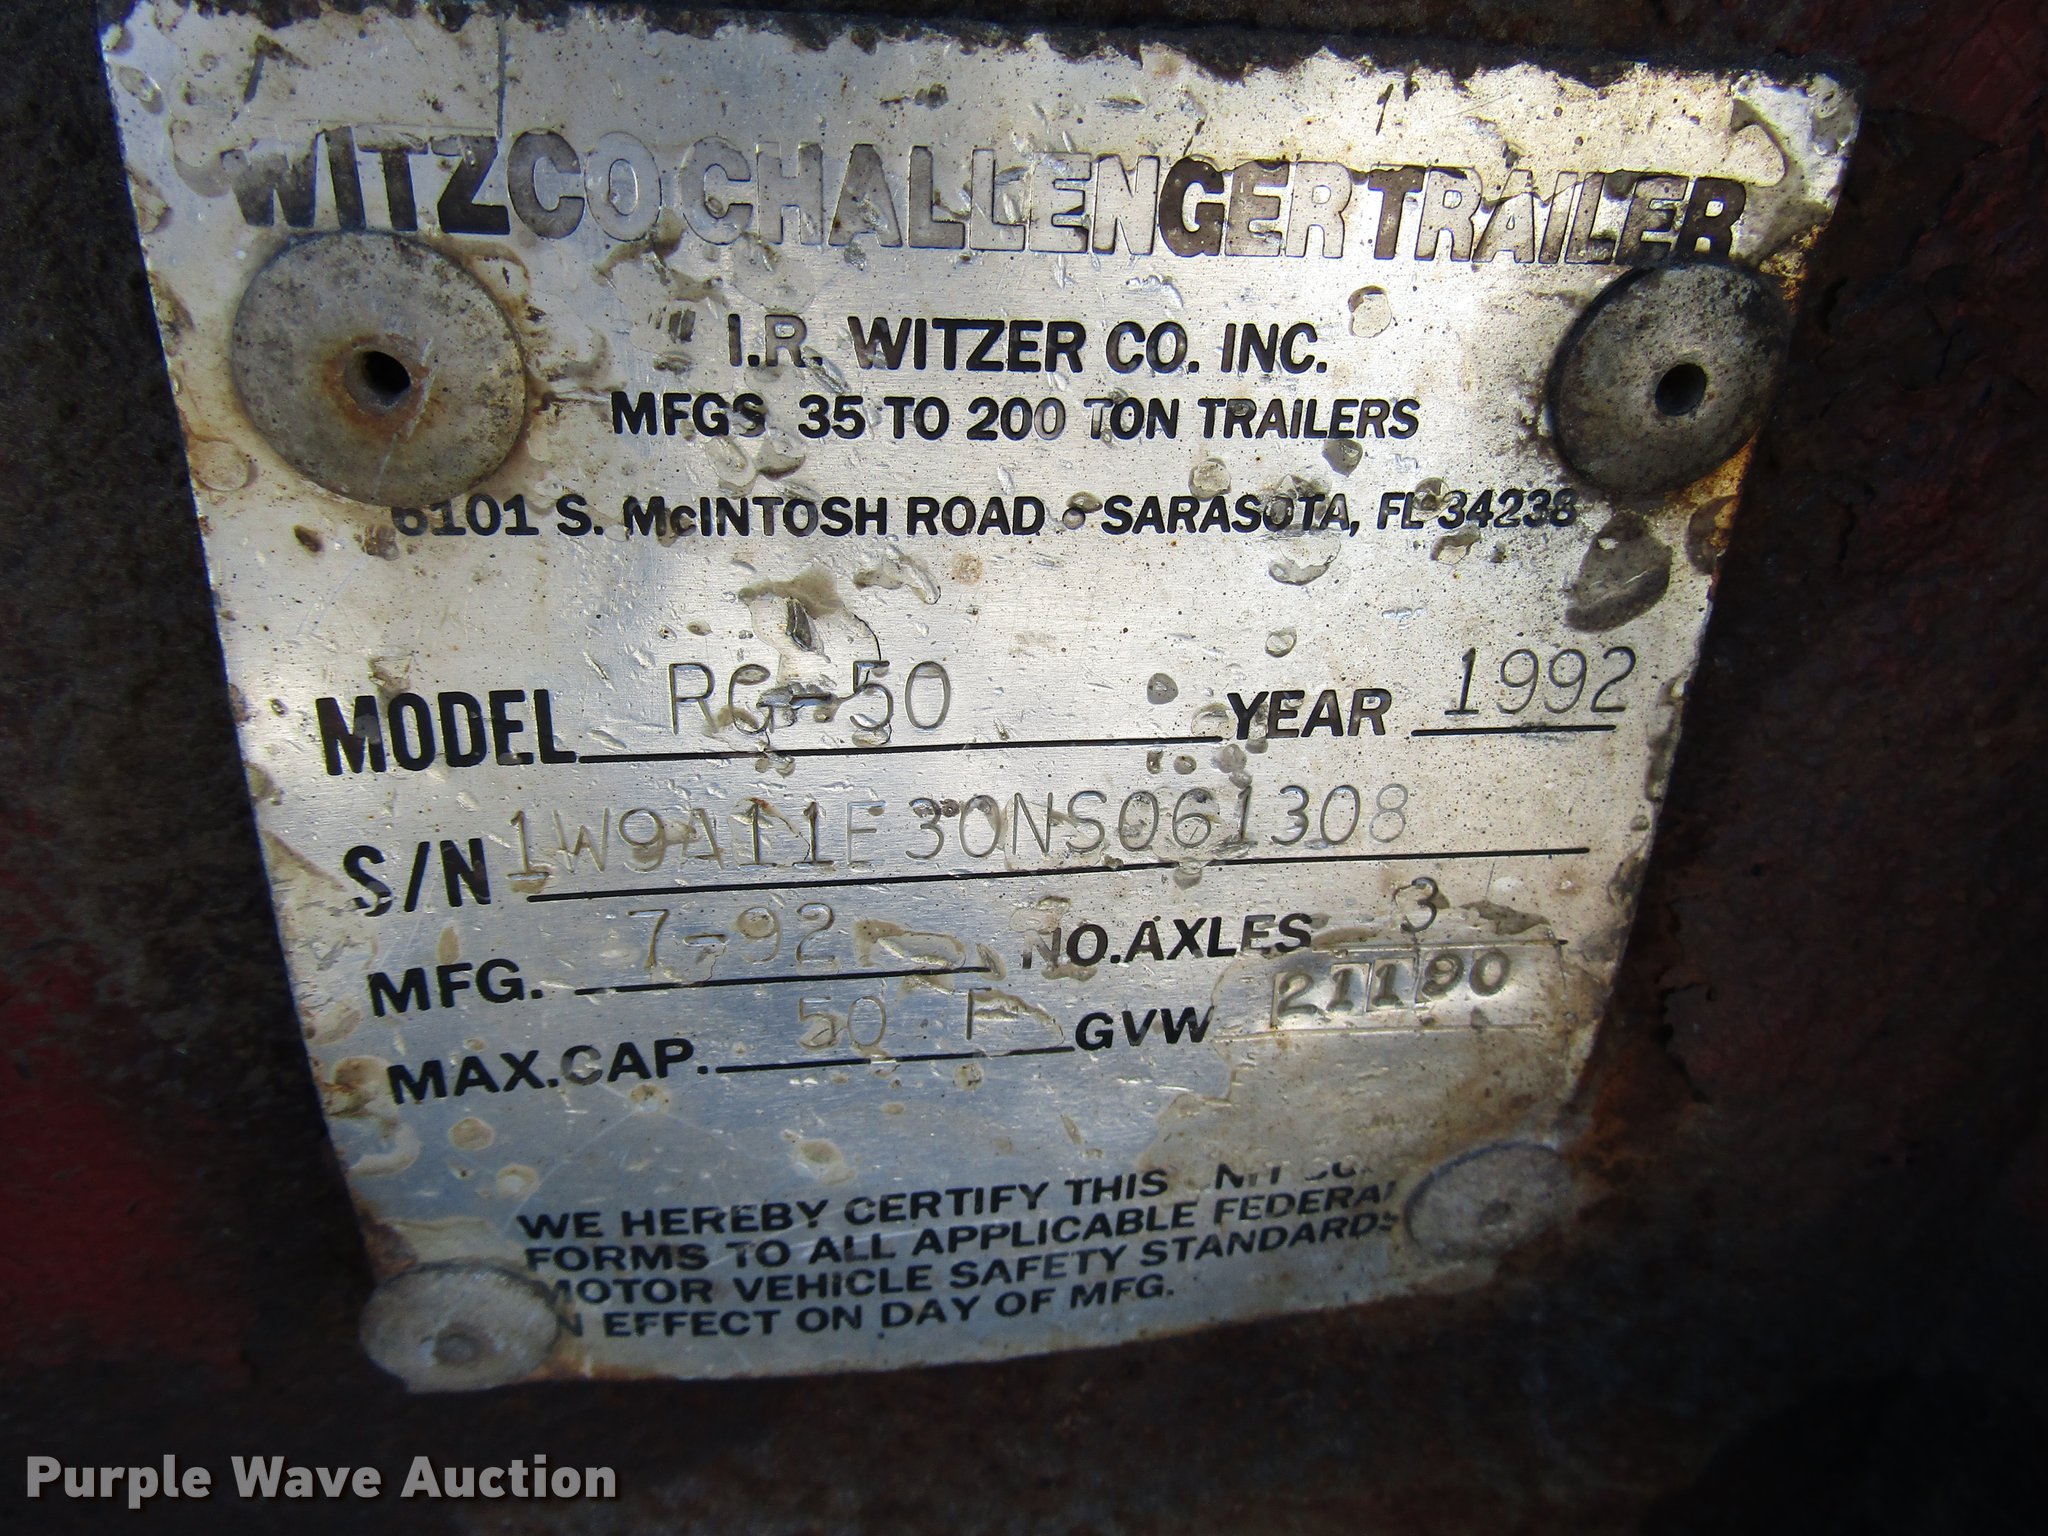 WITZCO CHALLENGER TRAILER
I.R. WITZER CO. INC.
MFGS 35 TO 200 TON TRAILERS
6101 S. McINTOSH ROAD • SARASOTA, FL 34238
MODEL RG-50 YEAR 1992
S/N 1W9A11E30NS061308
MFG. 7-92 NO. AXLES 3
MAX. CAP. 50 T GVW 21190
WE HEREBY CERTIFY THIS
FORMS TO ALL APPLICABLE FEDERAL
MOTOR VEHICLE SAFETY STANDARDS
IN EFFECT ON DAY OF MFG.
Purple Wave Auction